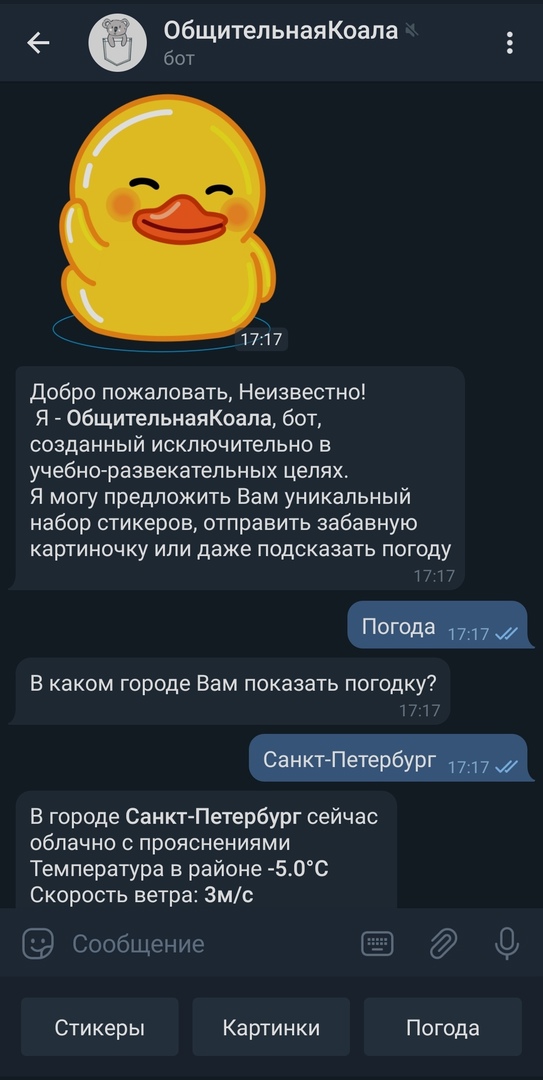 ОбщительнаяКоала
бот
17:17
Добро пожаловать, Неизвестно!
Я - ОбщительнаяКоала, бот,
созданный исключительно в
учебно-развекательных целях.
Я могу предложить Вам уникальный
набор стикеров, отправить забавную
картиночку или даже подсказать погоду
17:17
Погода 17:17
В каком городе Вам показать погодку?
17:17
Санкт-Петербург 17:17
В городе Санкт-Петербург сейчас
облачно с прояснениями
Температура в районе -5.0°C
Скорость ветра: 3м/с
Сообщение
Стикеры Картинки Погода